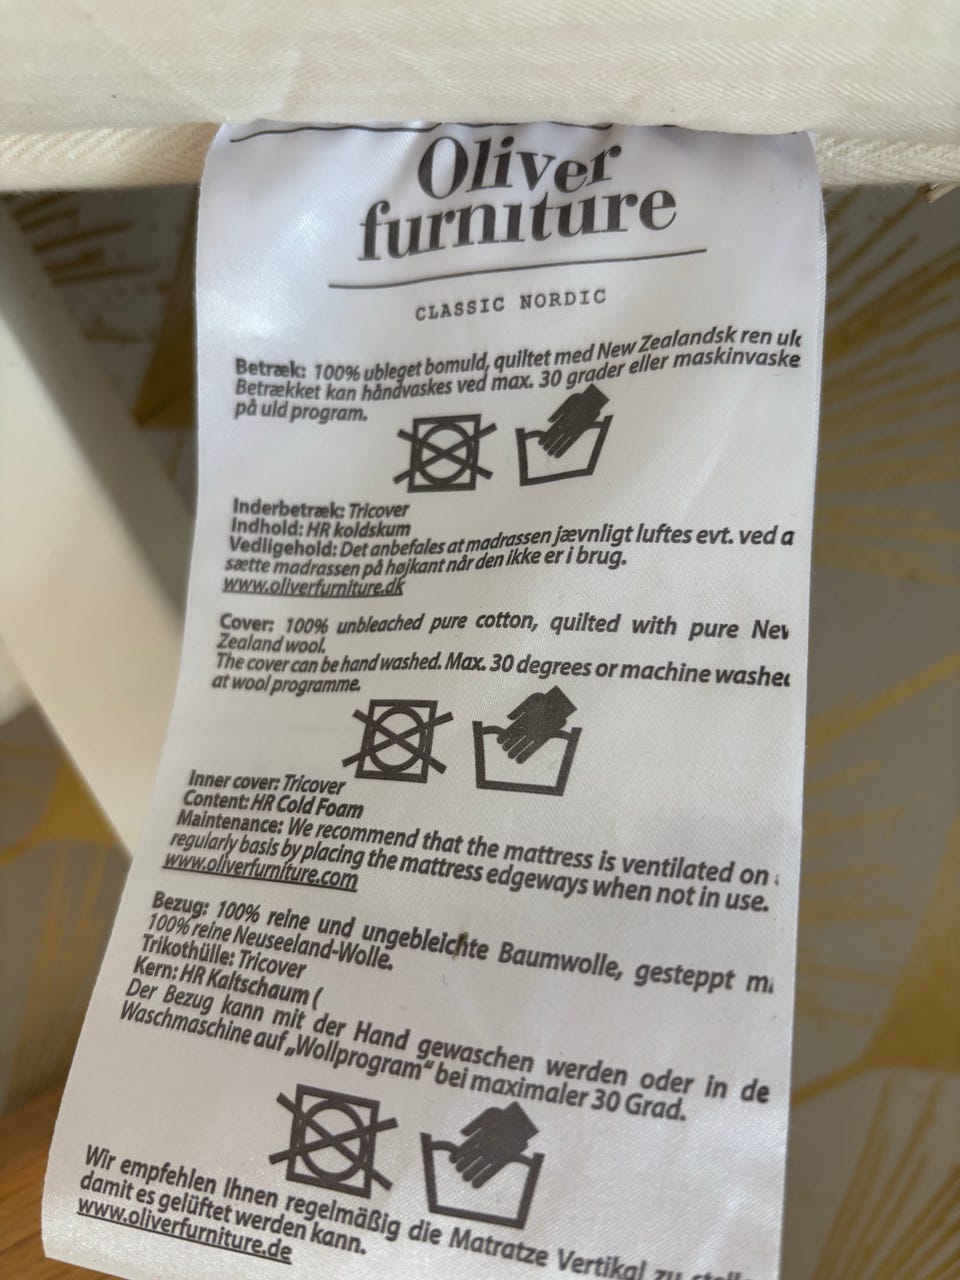 Oliver
furniture
CLASSIC NORDIC
Betræk: 100% ubleget bomuld, quiltet med New Zealandsk ren
Betrækket kan håndvaskes ved max. 30 grader eller maskinvaske
på uld program.
Inderbetræk: Tricover
Indhold: HR koldskum
Vedligehold: Det anbefales at madrassen jævnligt luftes evt. ved a
sætte madrassen på højkant når den ikke er i brug.
www.oliverfurniture.dk
Cover: 100% unbleached pure cotton, quilted with pure
Zealand wool.
The cover can be hand washed. Max. 30 degrees or machine
at wool programme.
Inner cover: Tricover
Content: HR Cold Foam
Maintenance: We recommend that the mattress is ventilated on
regularly basis by placing the mattress edgeways when not in use.
www.oliverfurniture.com
Bezug: 100% reine und ungebleichte Baumwolle, gesteppt
100% reine Neuseeland-Wolle.
Trikothülle: Tricover
Kern: HR Kaltschaum (
Der Bezug kann mit der Hand gewaschen werden oder in de
Waschmaschine auf „Wollprogram“ bei maximaler 30 Grad.
Wir empfehlen Ihnen regelmäßig die Matratze Vertikal zu
damit es gelüftet werden kann.
www.oliverfurniture.de